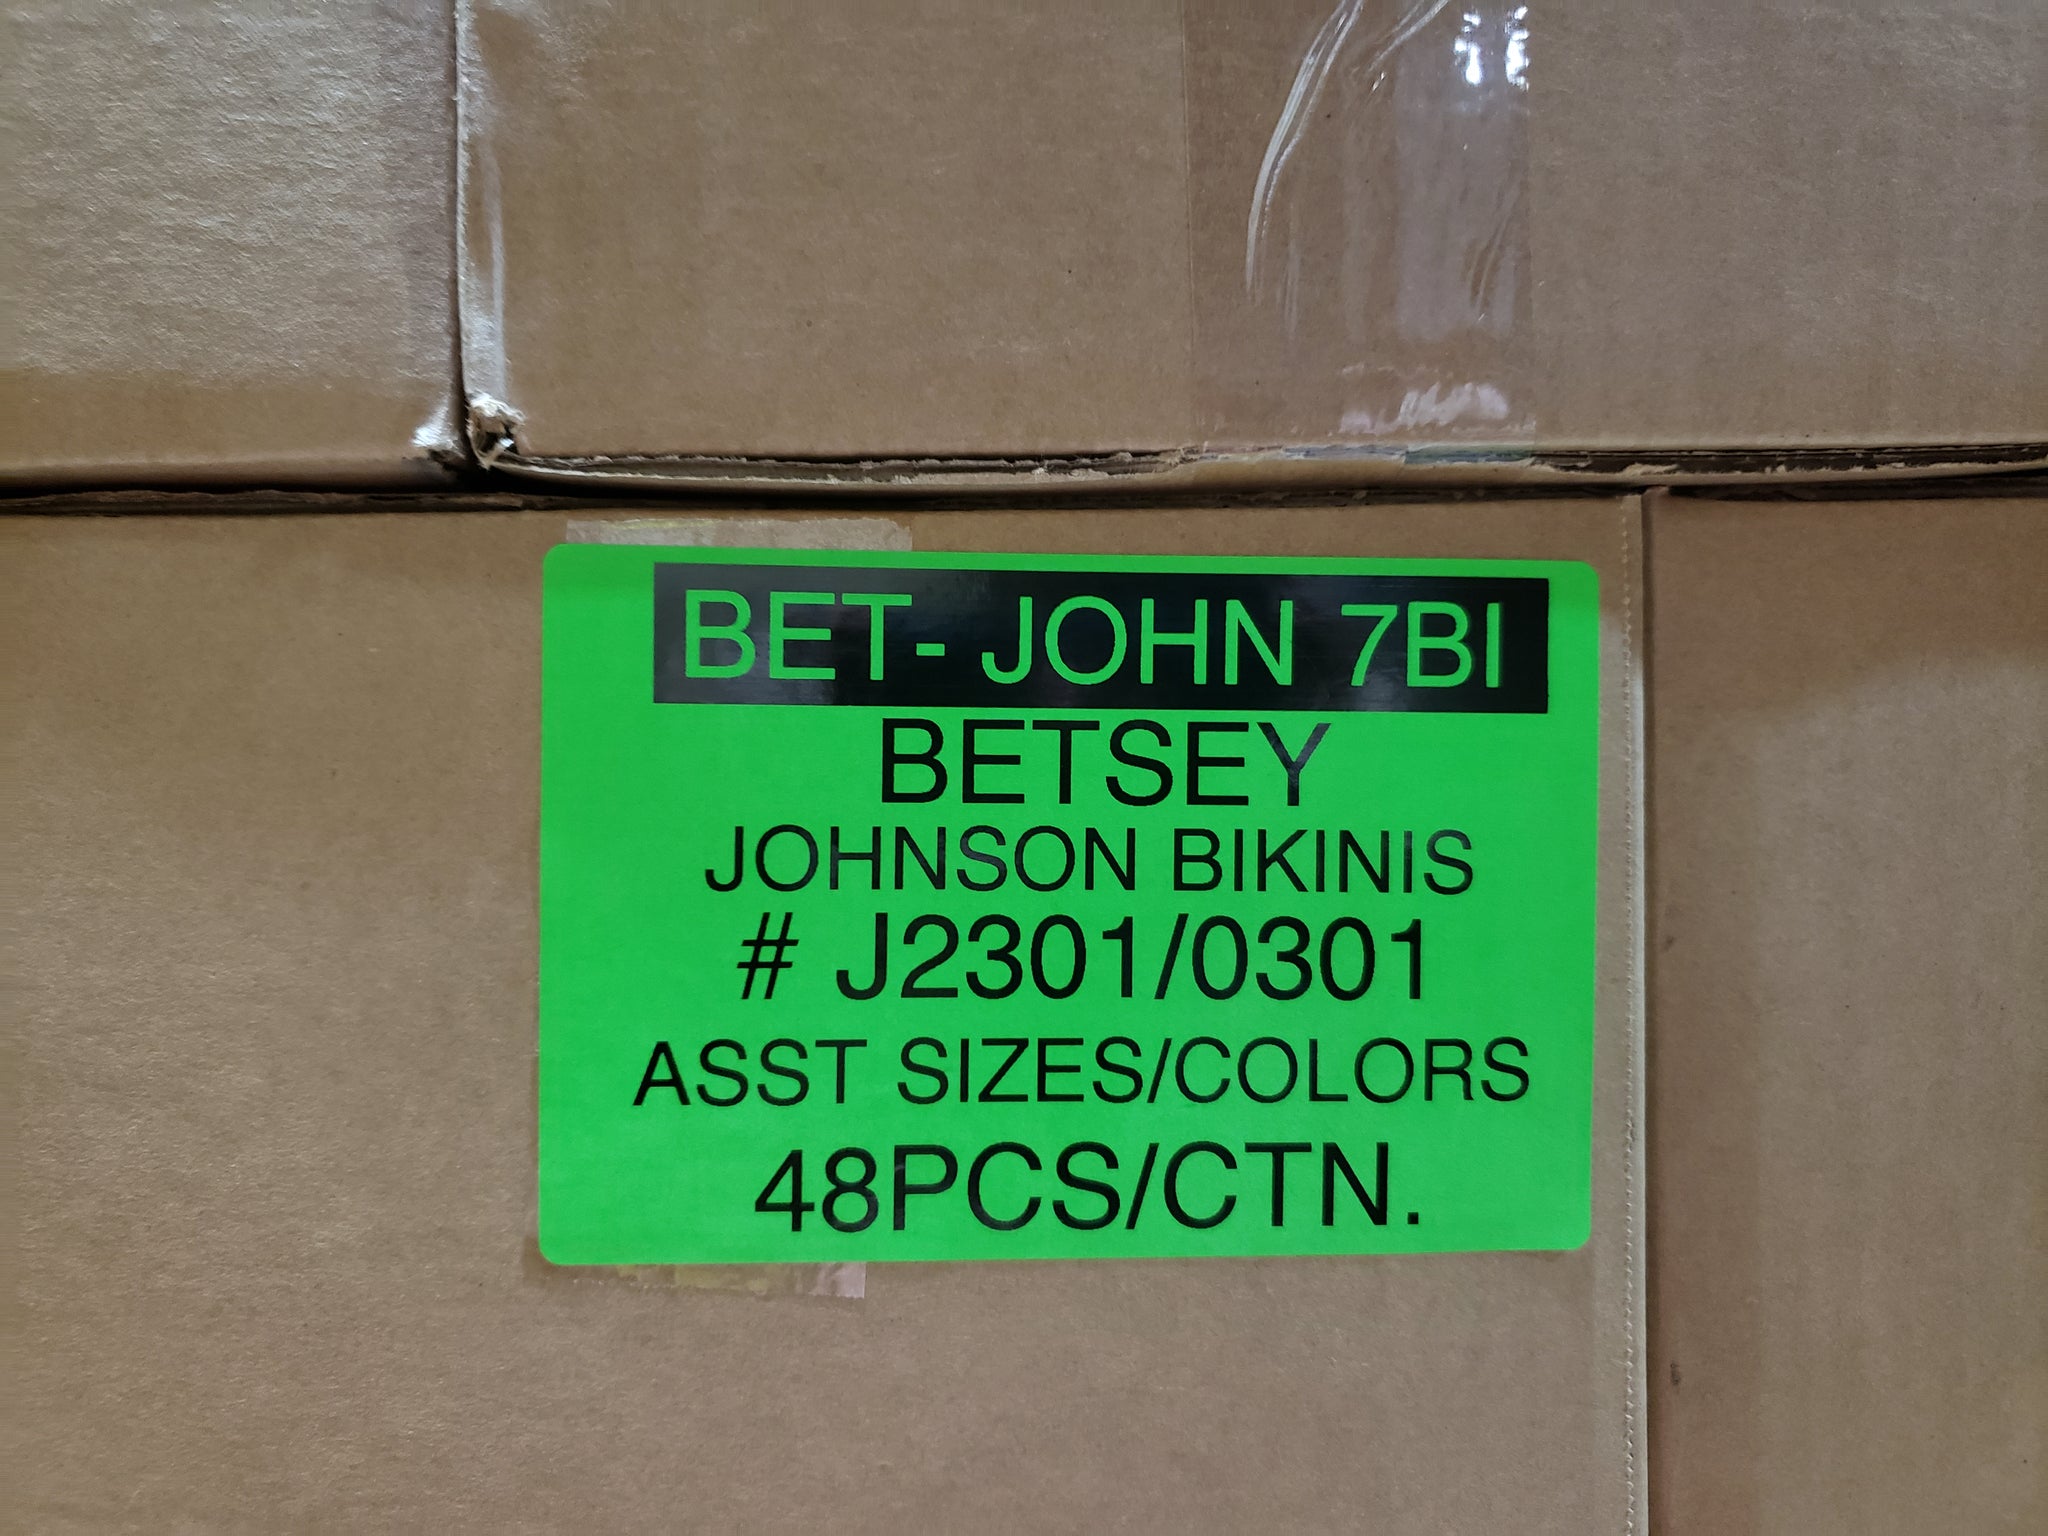 BET- JOHN 7BI
BETSEY
JOHNSON BIKINIS
# J2301/0301
ASST SIZES/COLORS
48PCS/CTN.